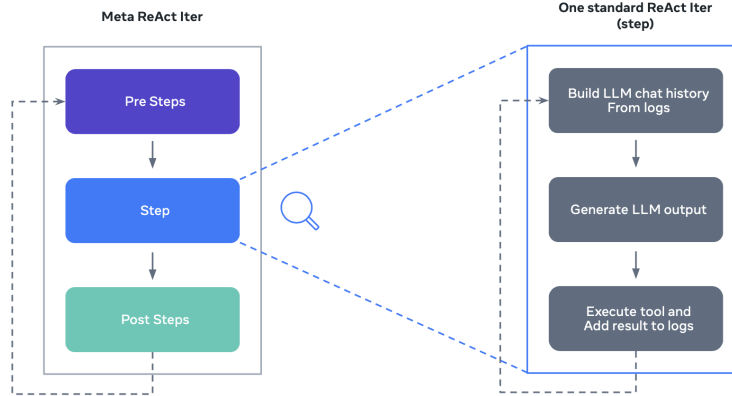 Meta ReAct Iter
Pre Steps
Step
Post Steps
One standard ReAct Iter
(step)
Build LLM chat history
From logs
Generate LLM output
Execute tool and
Add result to logs